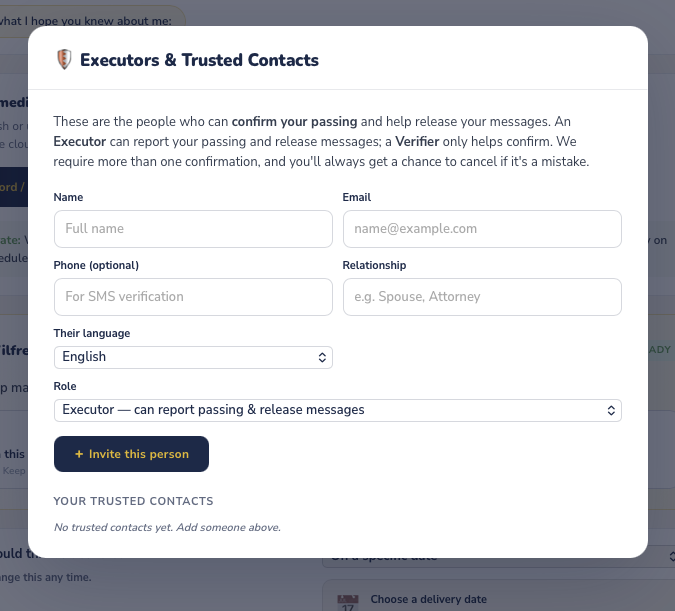 what I hope you knew about me:
Executors & Trusted Contacts
These are the people who can confirm your passing and help release your messages. An
Executor can report your passing and release messages; a Verifier only helps confirm. We
require more than one confirmation, and you'll always get a chance to cancel if it's a mistake.
Name
Email
Full name
name@example.com
Phone (optional)
Relationship
For SMS verification
e.g. Spouse, Attorney
Their language
English
Role
Executor — can report passing & release messages
+ Invite this person
YOUR TRUSTED CONTACTS
No trusted contacts yet. Add someone above.
On a specific date
ange this any time.
Choose a delivery date
17